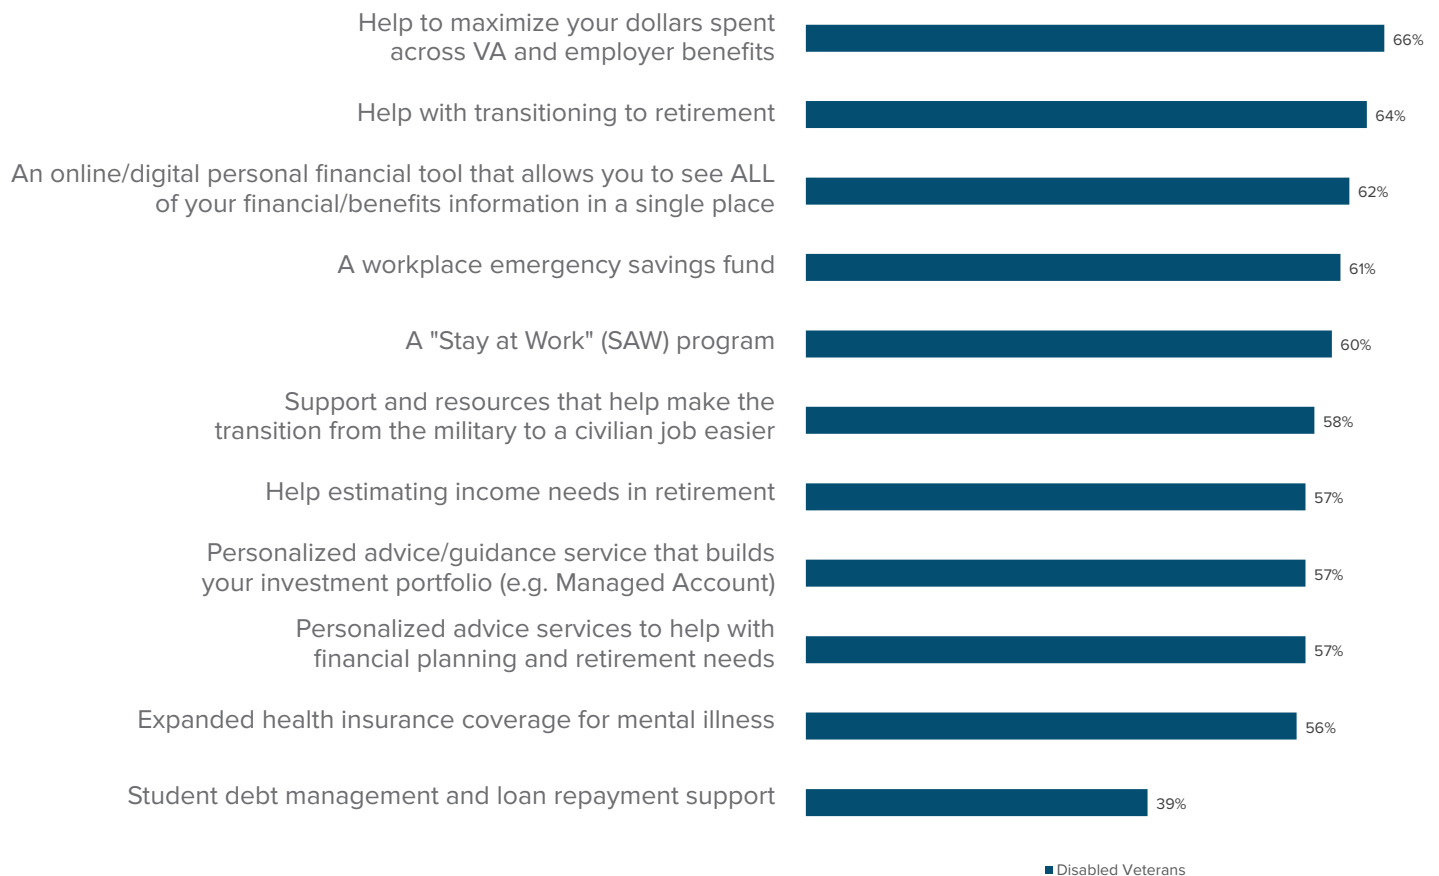 Help to maximize your dollars spent
across VA and employer benefits
66%
Help with transitioning to retirement
64%
An online/digital personal financial tool that allows you to see ALL
of your financial/benefits information in a single place
62%
A workplace emergency savings fund
61%
A "Stay at Work" (SAW) program
60%
Support and resources that help make the
transition from the military to a civilian job easier
58%
Help estimating income needs in retirement
57%
Personalized advice/guidance service that builds
your investment portfolio (e.g. Managed Account)
57%
Personalized advice services to help with
financial planning and retirement needs
57%
Expanded health insurance coverage for mental illness
56%
Student debt management and loan repayment support
39%
Disabled Veterans